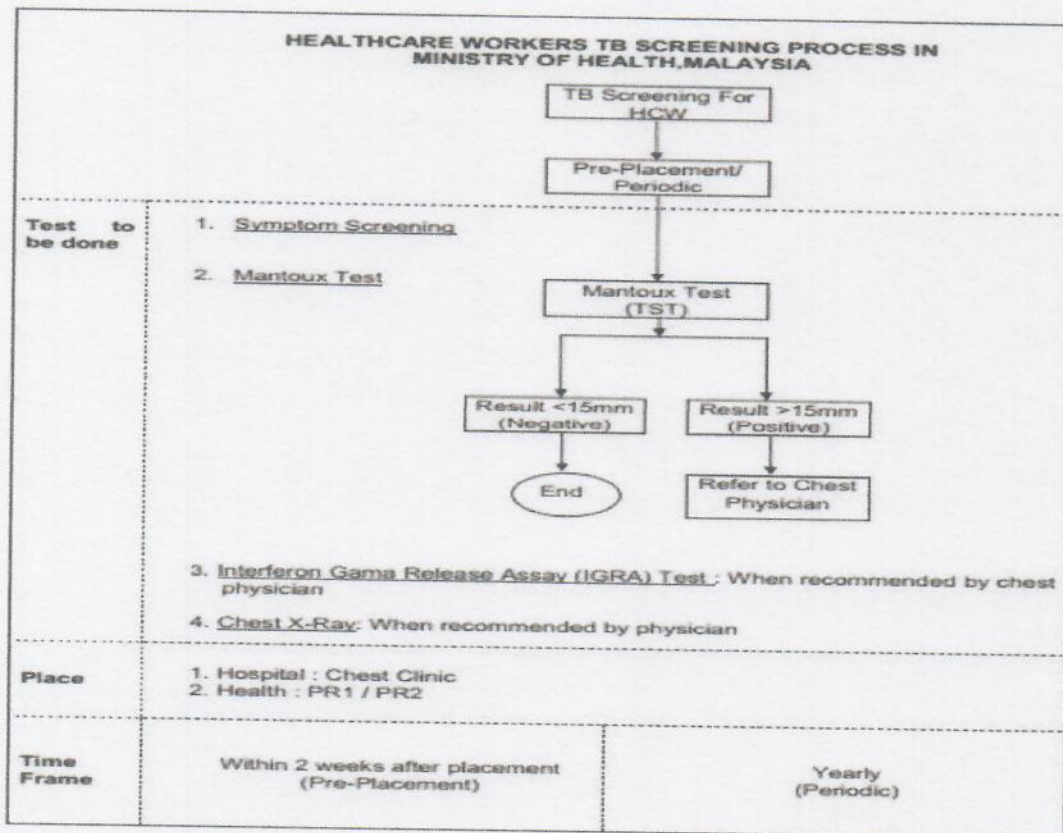 HEALTHCARE WORKERS TB SCREENING PROCESS IN
MINISTRY OF HEALTH,MALAYSIA
TB Screening For
HCW
Pre-Placement/
Periodic
Test to
be done
1. Symptom Screening
2. Mantoux Test
Mantoux Test
(TST)
Result <15mm
(Negative)
Result >15mm
(Positive)
End
Refer to Chest
Physician
3. Interferon Gama Release Assay (IGRA) Test : When recommended by chest
physician
4. Chest X-Ray: When recommended by physician
Place
1. Hospital : Chest Clinic
2. Health : PR1 / PR2
Time
Frame
Within 2 weeks after placement
(Pre-Placement)
Yearly
(Periodic)